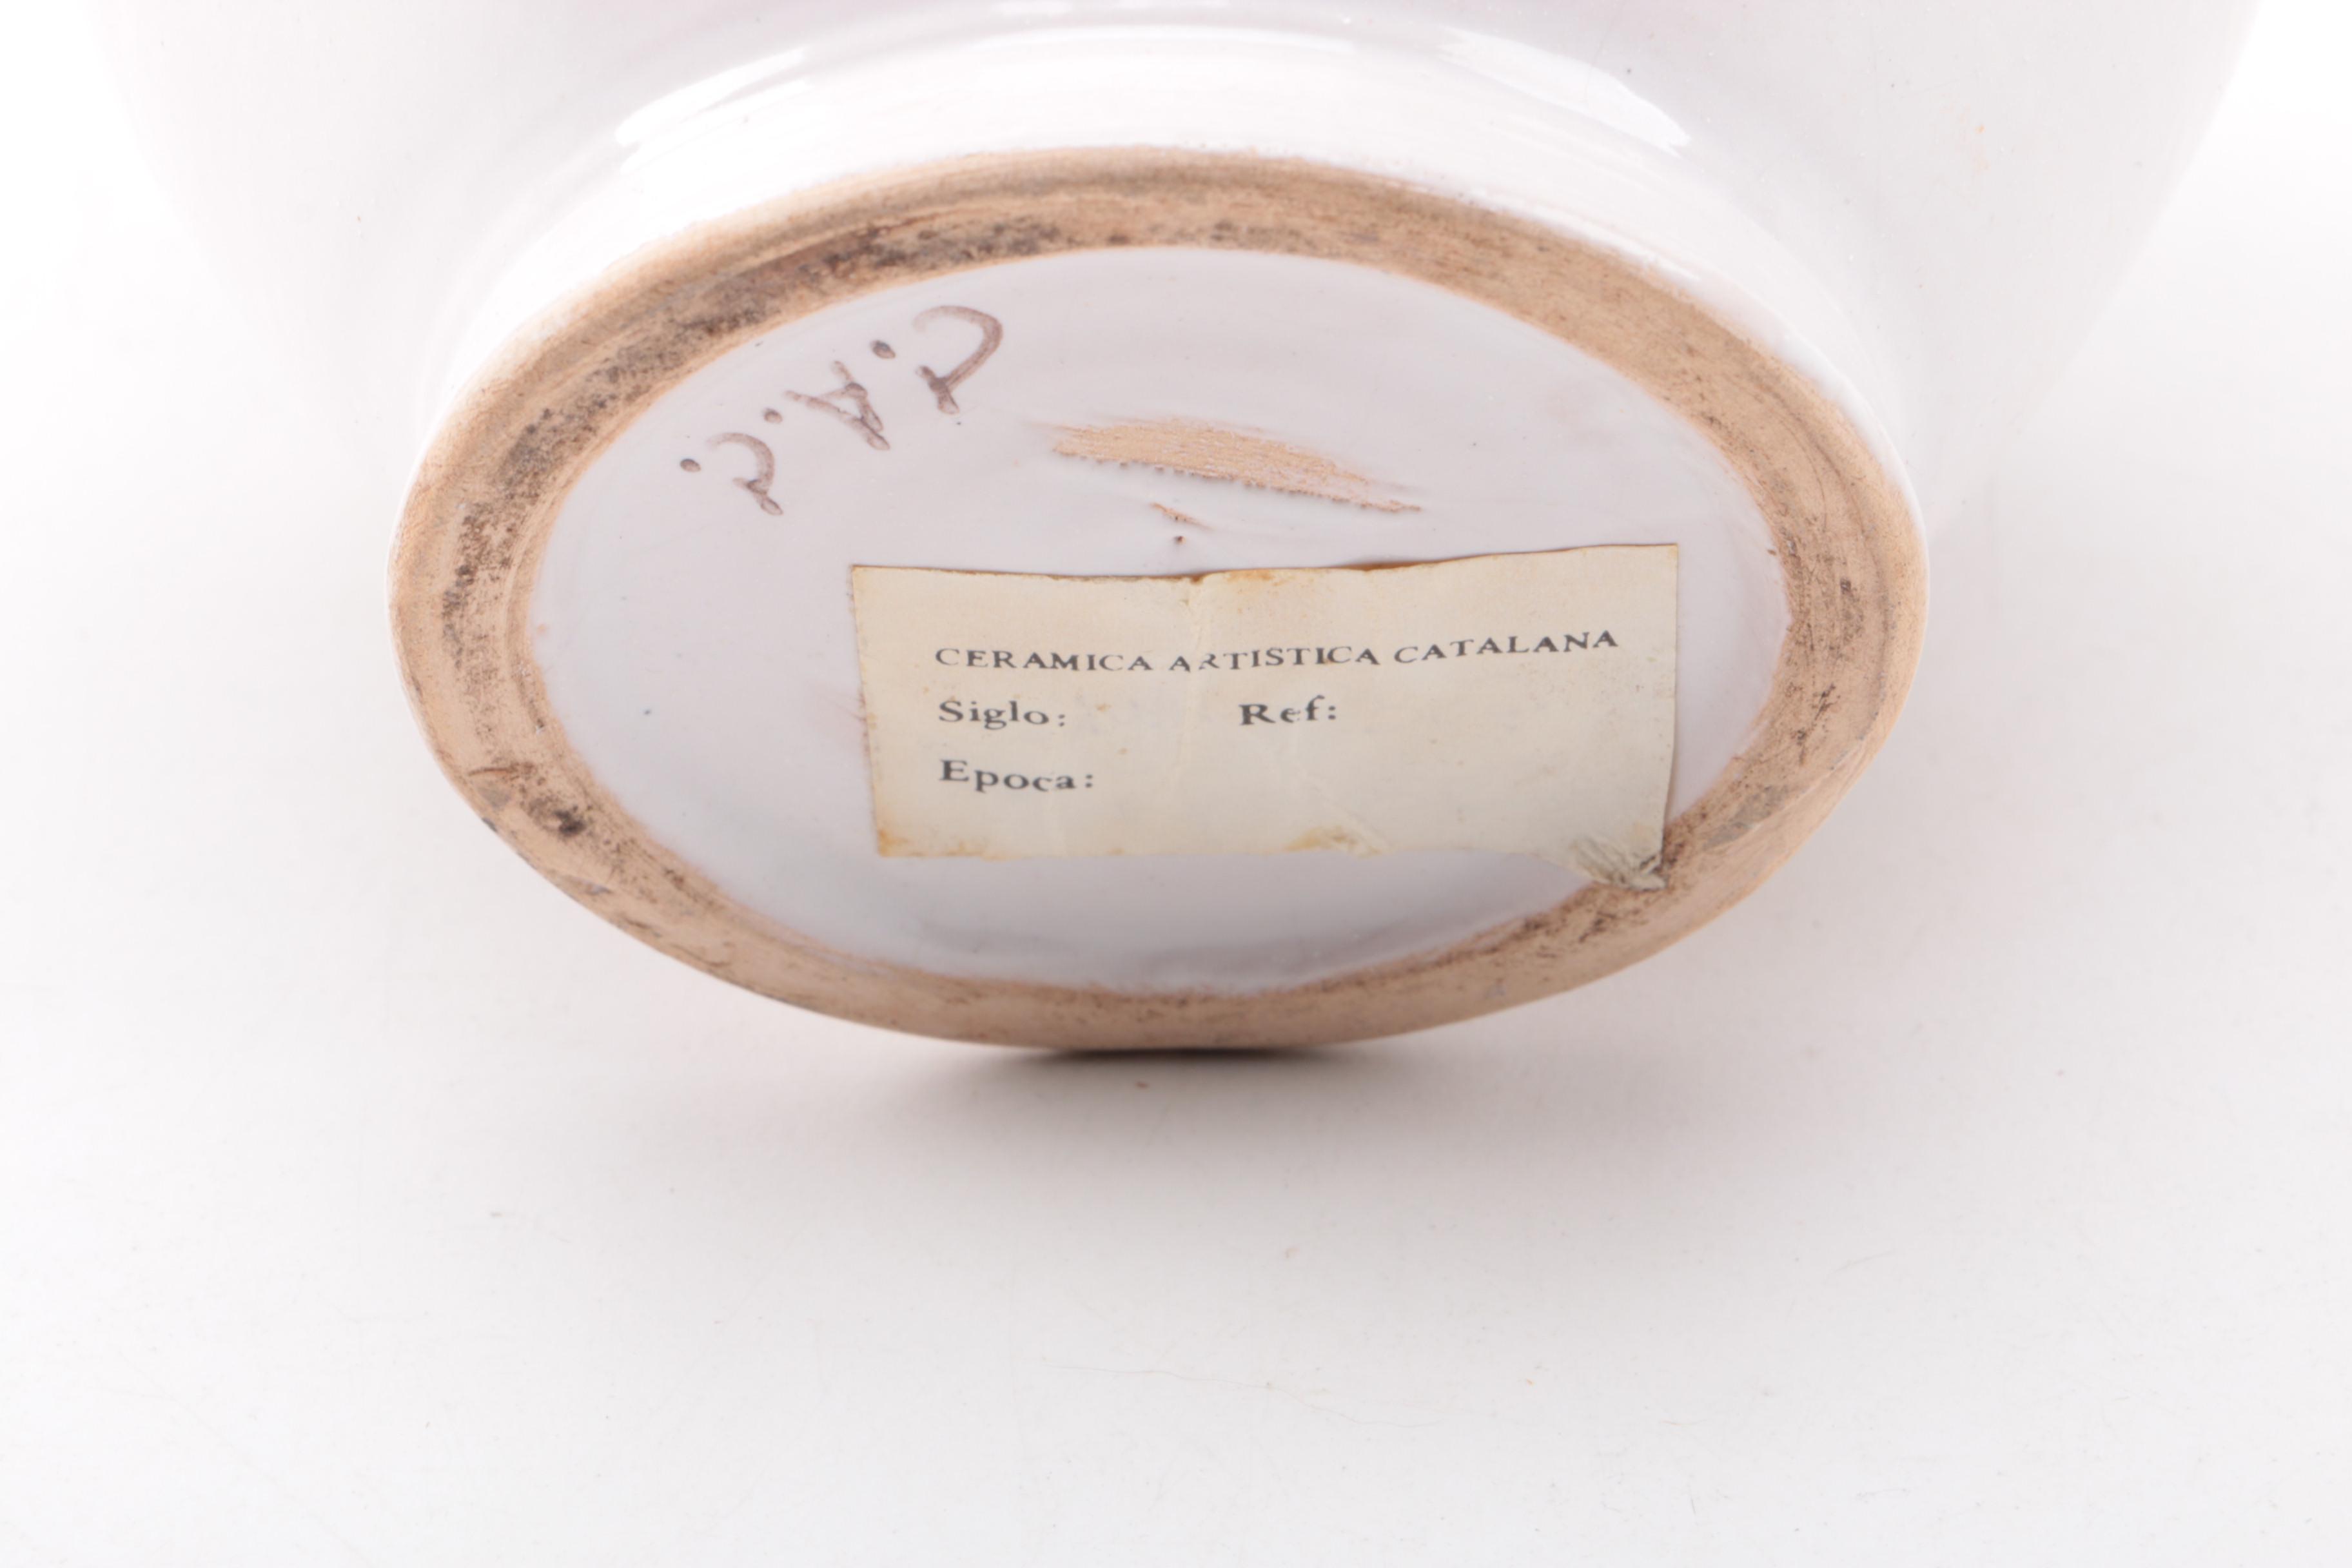 C.A.C.
CERAMICA ARTISTICA CATALANA
Siglo: Ref:
Epoca: